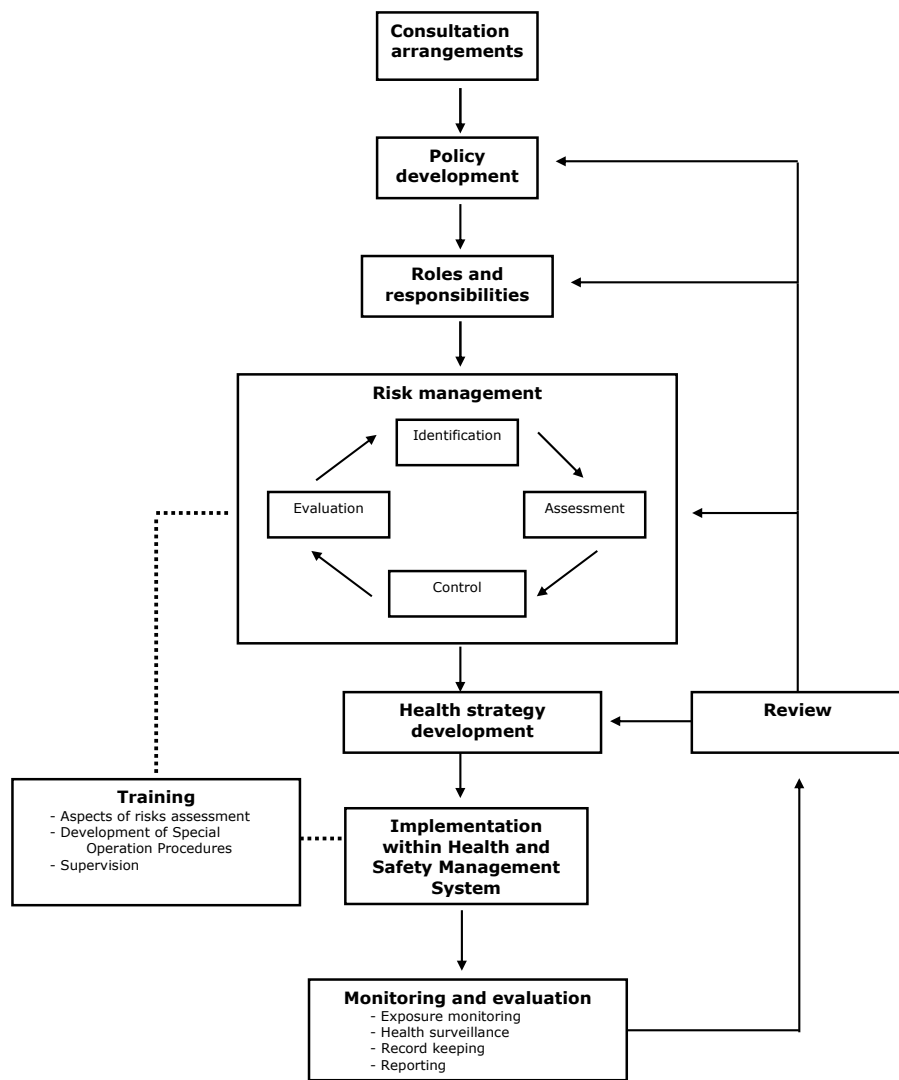 Consultation
arrangements
Policy
development
Roles and
responsibilities
Risk management
Identification
Evaluation
Assessment
Control
Health strategy
development
Review
Training
- Aspects of risks assessment
- Development of Special
Operation Procedures
- Supervision
Implementation
within Health and
Safety Management
System
Monitoring and evaluation
- Exposure monitoring
- Health surveillance
- Record keeping
- Reporting